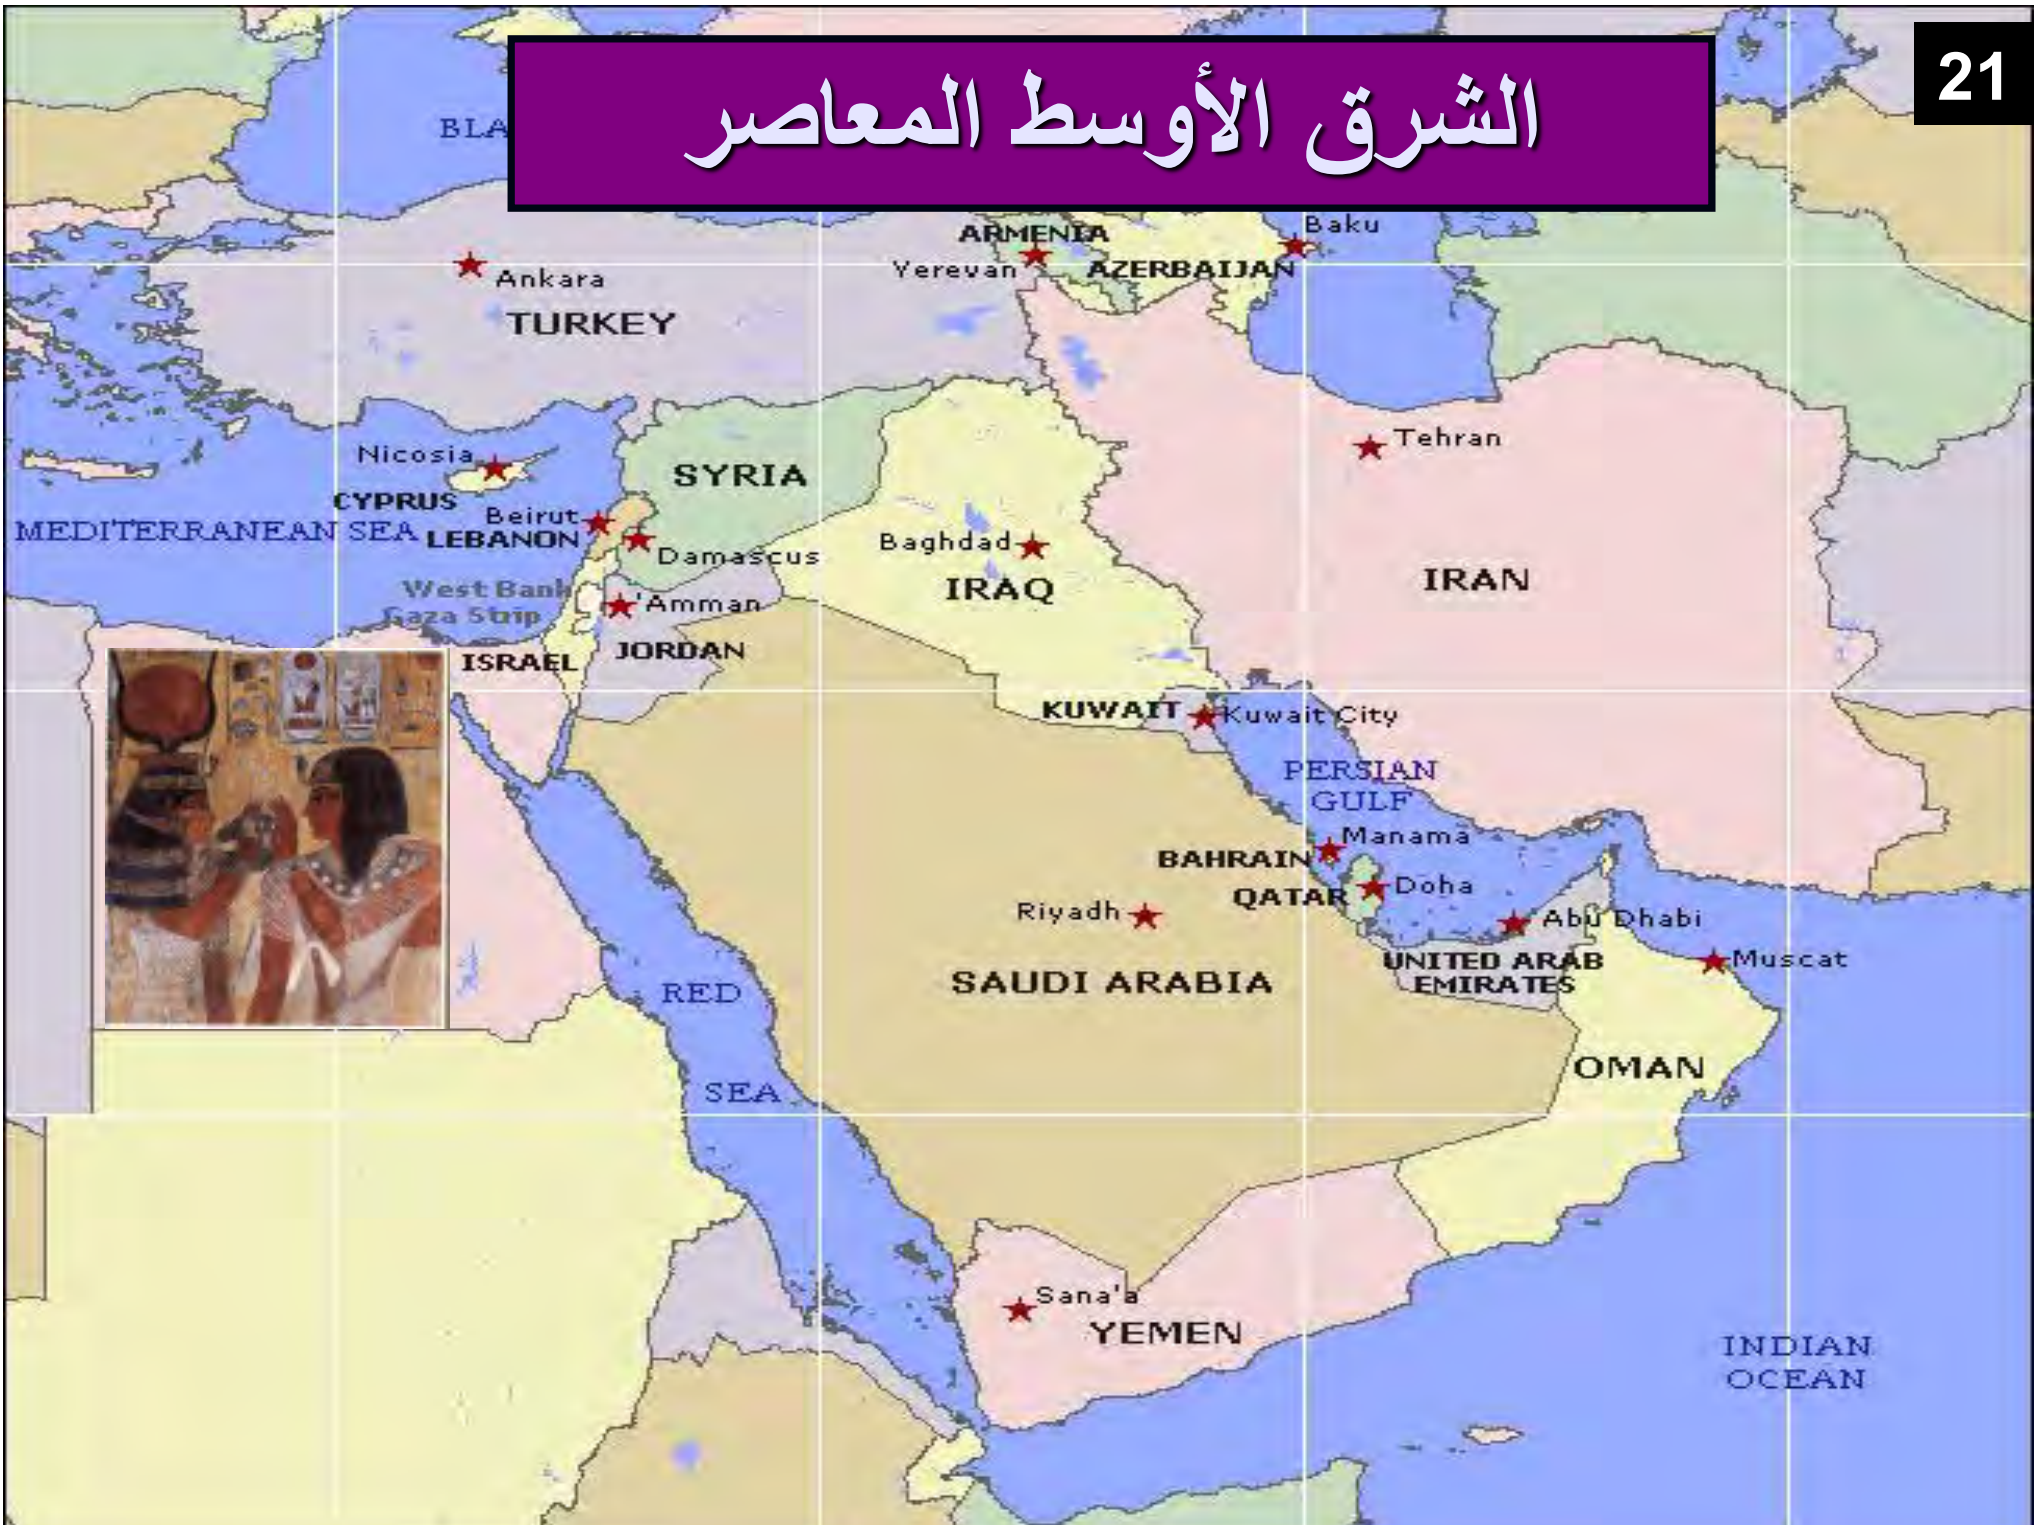 21
الشرق الأوسط المعاصر
BLA
Baku
ARMENIA
Yerevan
AZERBAIJAN
Ankara
TURKEY
Tehran
Nicosia
CYPRUS
SYRIA
Beirut
MEDITERRANEAN SEA
LEBANON
Damascus
Baghdad
IRAQ
IRAN
West Bank
Gaza Strip
'Amman
ISRAEL
JORDAN
KUWAIT
Kuwait City
PERSIAN
GULF
Manama
BAHRAIN
QATAR
Doha
Riyadh
Abu Dhabi
UNITED ARAB
EMIRATES
Muscat
SAUDI ARABIA
RED
SEA
OMAN
Sana'a
YEMEN
INDIAN
OCEAN